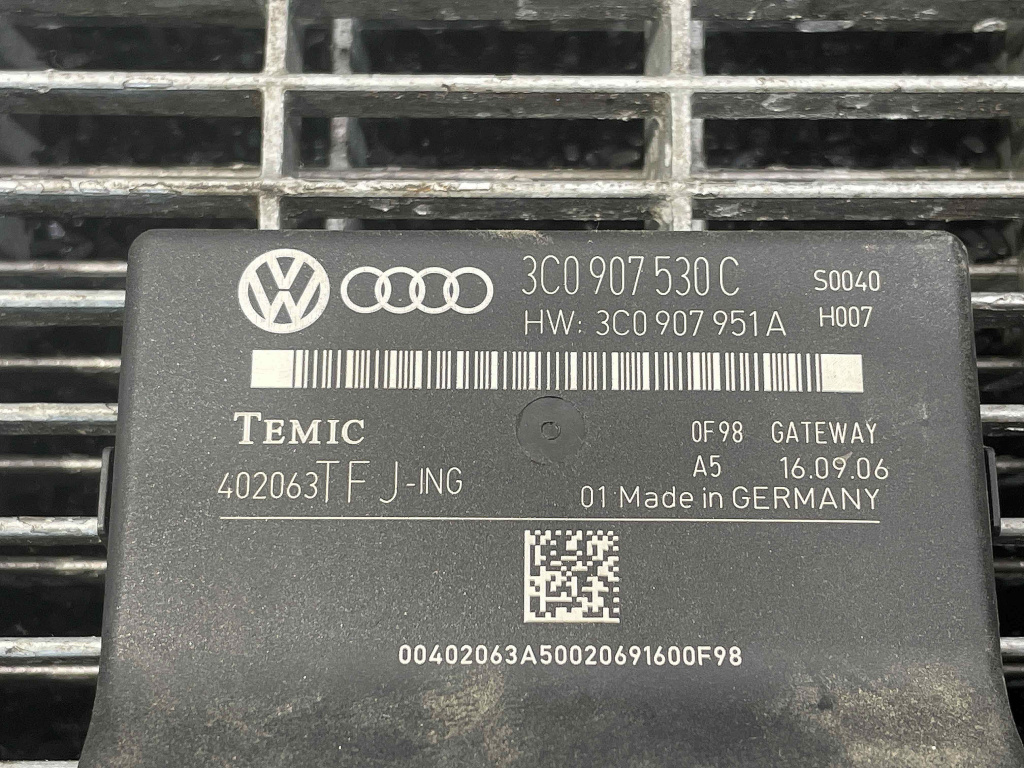 3C0 907 530 C S0040
HW: 3C0 907 951 A H007
TEMIC 0F98 GATEWAY
402063TFJ-ING A5 16.09.06
01 Made in GERMANY
00402063A50020691600F98